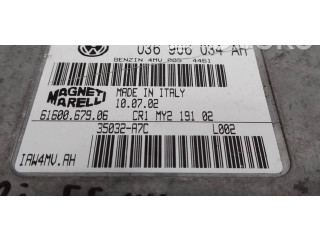 036 906 034 AH
BENZIN 4MV 009 4461
MAGNETI MARELLI
MADE IN ITALY
10.07.02
61600.679.06 CR1 MY2 191 02
35032-A7C L002
IAW4MV.AH